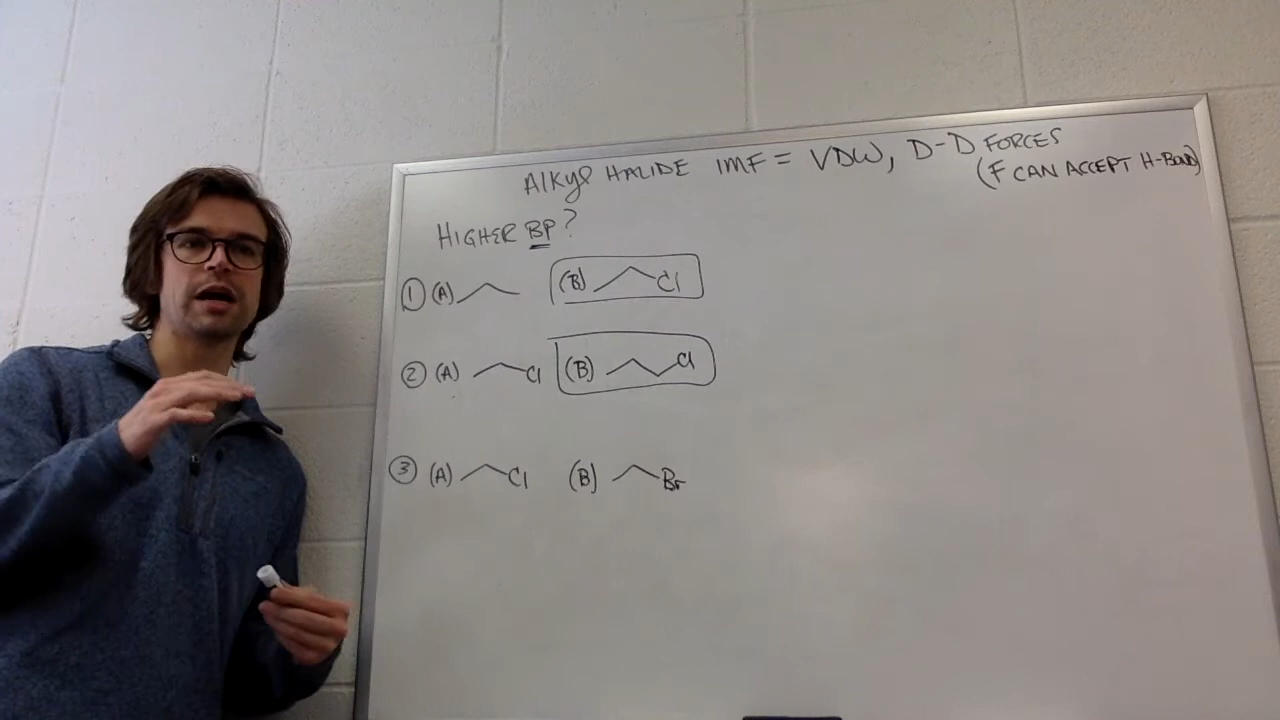 Alkyl HALIDE IMF = VDW, D-D FORCES
(F CAN ACCEPT H-BOND)
HIGHER BP?
① (A) (B) Cl
② (A) Cl (B) Cl
③ (A) Cl (B) Br